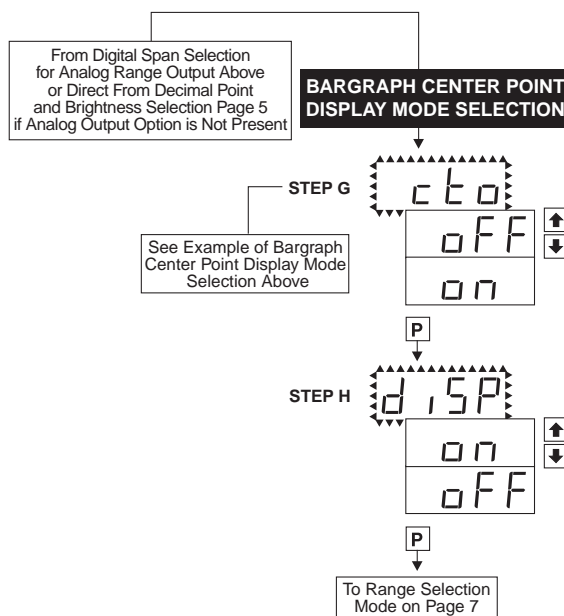 From Digital Span Selection
for Analog Range Output Above
or Direct From Decimal Point
and Brightness Selection Page 5
if Analog Output Option is Not Present
BARGRAPH CENTER POINT
DISPLAY MODE SELECTION
STEP G
cto
oFF
on
See Example of Bargraph
Center Point Display Mode
Selection Above
P
STEP H
diSP
on
oFF
P
To Range Selection
Mode on Page 7